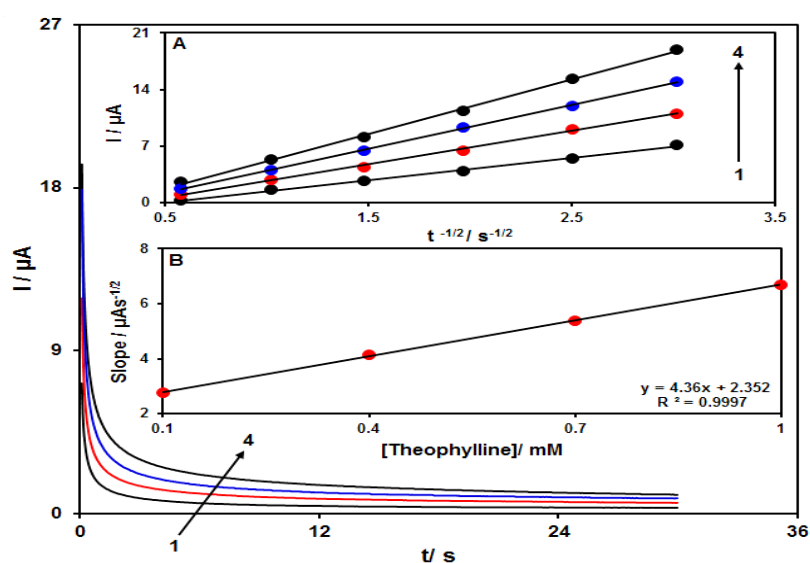 27
18
9
0
I / µA
0
12
24
36
t/ s
1
4
A
21
14
7
0
I / µA
0.5
1.5
2.5
3.5
t -1/2 / s-1/2
4
1
B
8
6
4
2
Slope / µAs-1/2
0.1
0.4
0.7
1
[Theophylline]/ mM
y = 4.36x + 2.352
R ² = 0.9997